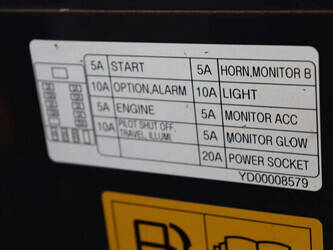 5A START 5A HORN,MONITOR B
10A OPTION,ALARM 10A LIGHT
5A ENGINE 5A MONITOR ACC
10A PILOT SHUT OFF. TRAVEL ILLUMI. 5A MONITOR GLOW
20A POWER SOCKET
YD00008579